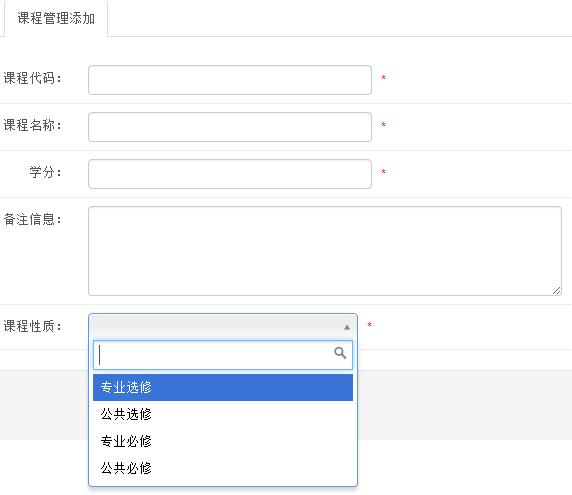 课程管理添加
课程代码： *
课程名称： *
学分： *
备注信息：
课程性质： *
专业选修
公共选修
专业必修
公共必修